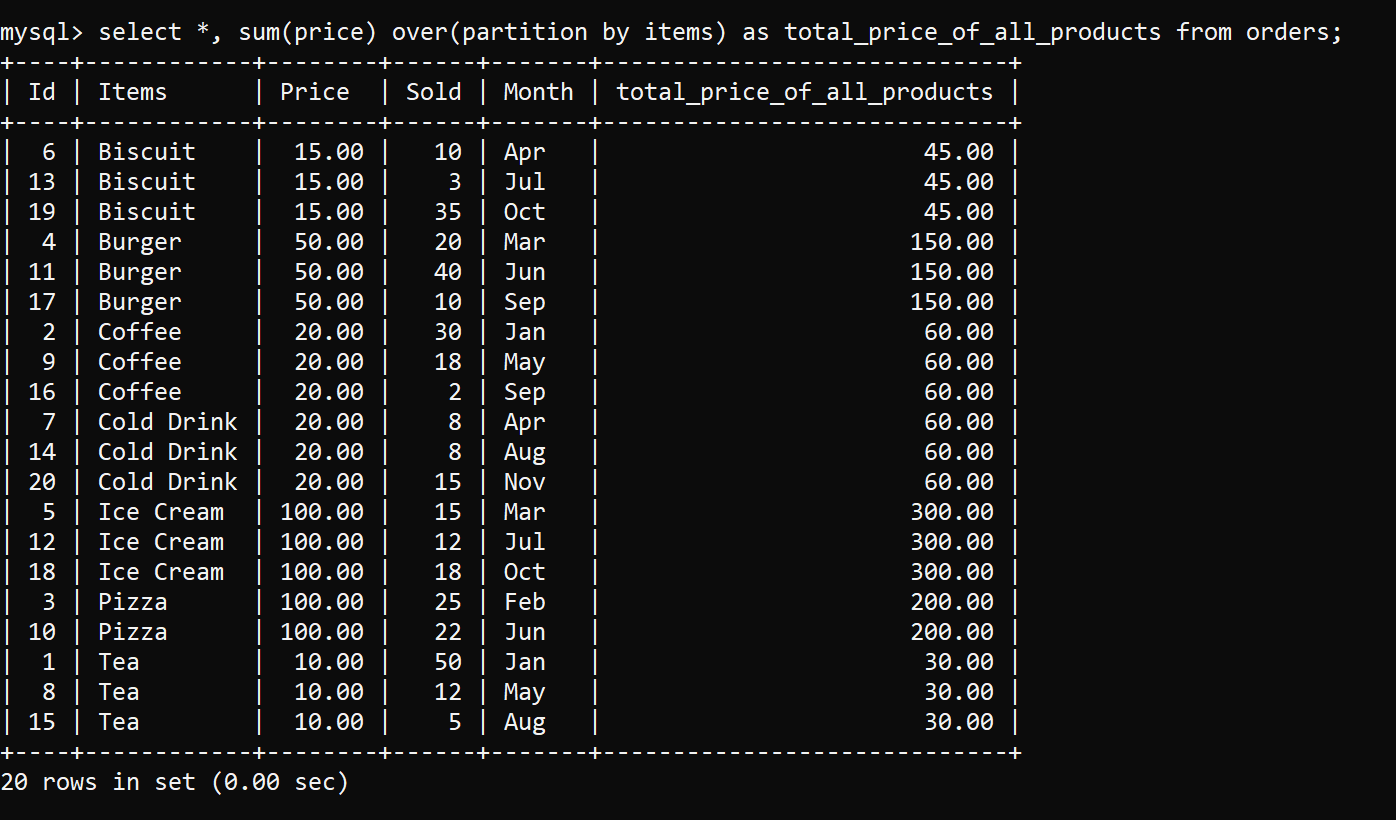 mysql> select *, sum(price) over(partition by items) as total_price_of_all_products from orders;
+----+------------+--------+------+-------+-----------------------------+
| Id | Items      | Price  | Sold | Month | total_price_of_all_products |
+----+------------+--------+------+-------+-----------------------------+
|  6 | Biscuit    |  15.00 |   10 | Apr   |                       45.00 |
| 13 | Biscuit    |  15.00 |    3 | Jul   |                       45.00 |
| 19 | Biscuit    |  15.00 |   35 | Oct   |                       45.00 |
|  4 | Burger     |  50.00 |   20 | Mar   |                      150.00 |
| 11 | Burger     |  50.00 |   40 | Jun   |                      150.00 |
| 17 | Burger     |  50.00 |   10 | Sep   |                      150.00 |
|  2 | Coffee     |  20.00 |   30 | Jan   |                       60.00 |
|  9 | Coffee     |  20.00 |   18 | May   |                       60.00 |
| 16 | Coffee     |  20.00 |    2 | Sep   |                       60.00 |
|  7 | Cold Drink |  20.00 |    8 | Apr   |                       60.00 |
| 14 | Cold Drink |  20.00 |    8 | Aug   |                       60.00 |
| 20 | Cold Drink |  20.00 |   15 | Nov   |                       60.00 |
|  5 | Ice Cream  | 100.00 |   15 | Mar   |                      300.00 |
| 12 | Ice Cream  | 100.00 |   12 | Jul   |                      300.00 |
| 18 | Ice Cream  | 100.00 |   18 | Oct   |                      300.00 |
|  3 | Pizza      | 100.00 |   25 | Feb   |                      200.00 |
| 10 | Pizza      | 100.00 |   22 | Jun   |                      200.00 |
|  1 | Tea        |  10.00 |   50 | Jan   |                       30.00 |
|  8 | Tea        |  10.00 |   12 | May   |                       30.00 |
| 15 | Tea        |  10.00 |    5 | Aug   |                       30.00 |
+----+------------+--------+------+-------+-----------------------------+
20 rows in set (0.00 sec)